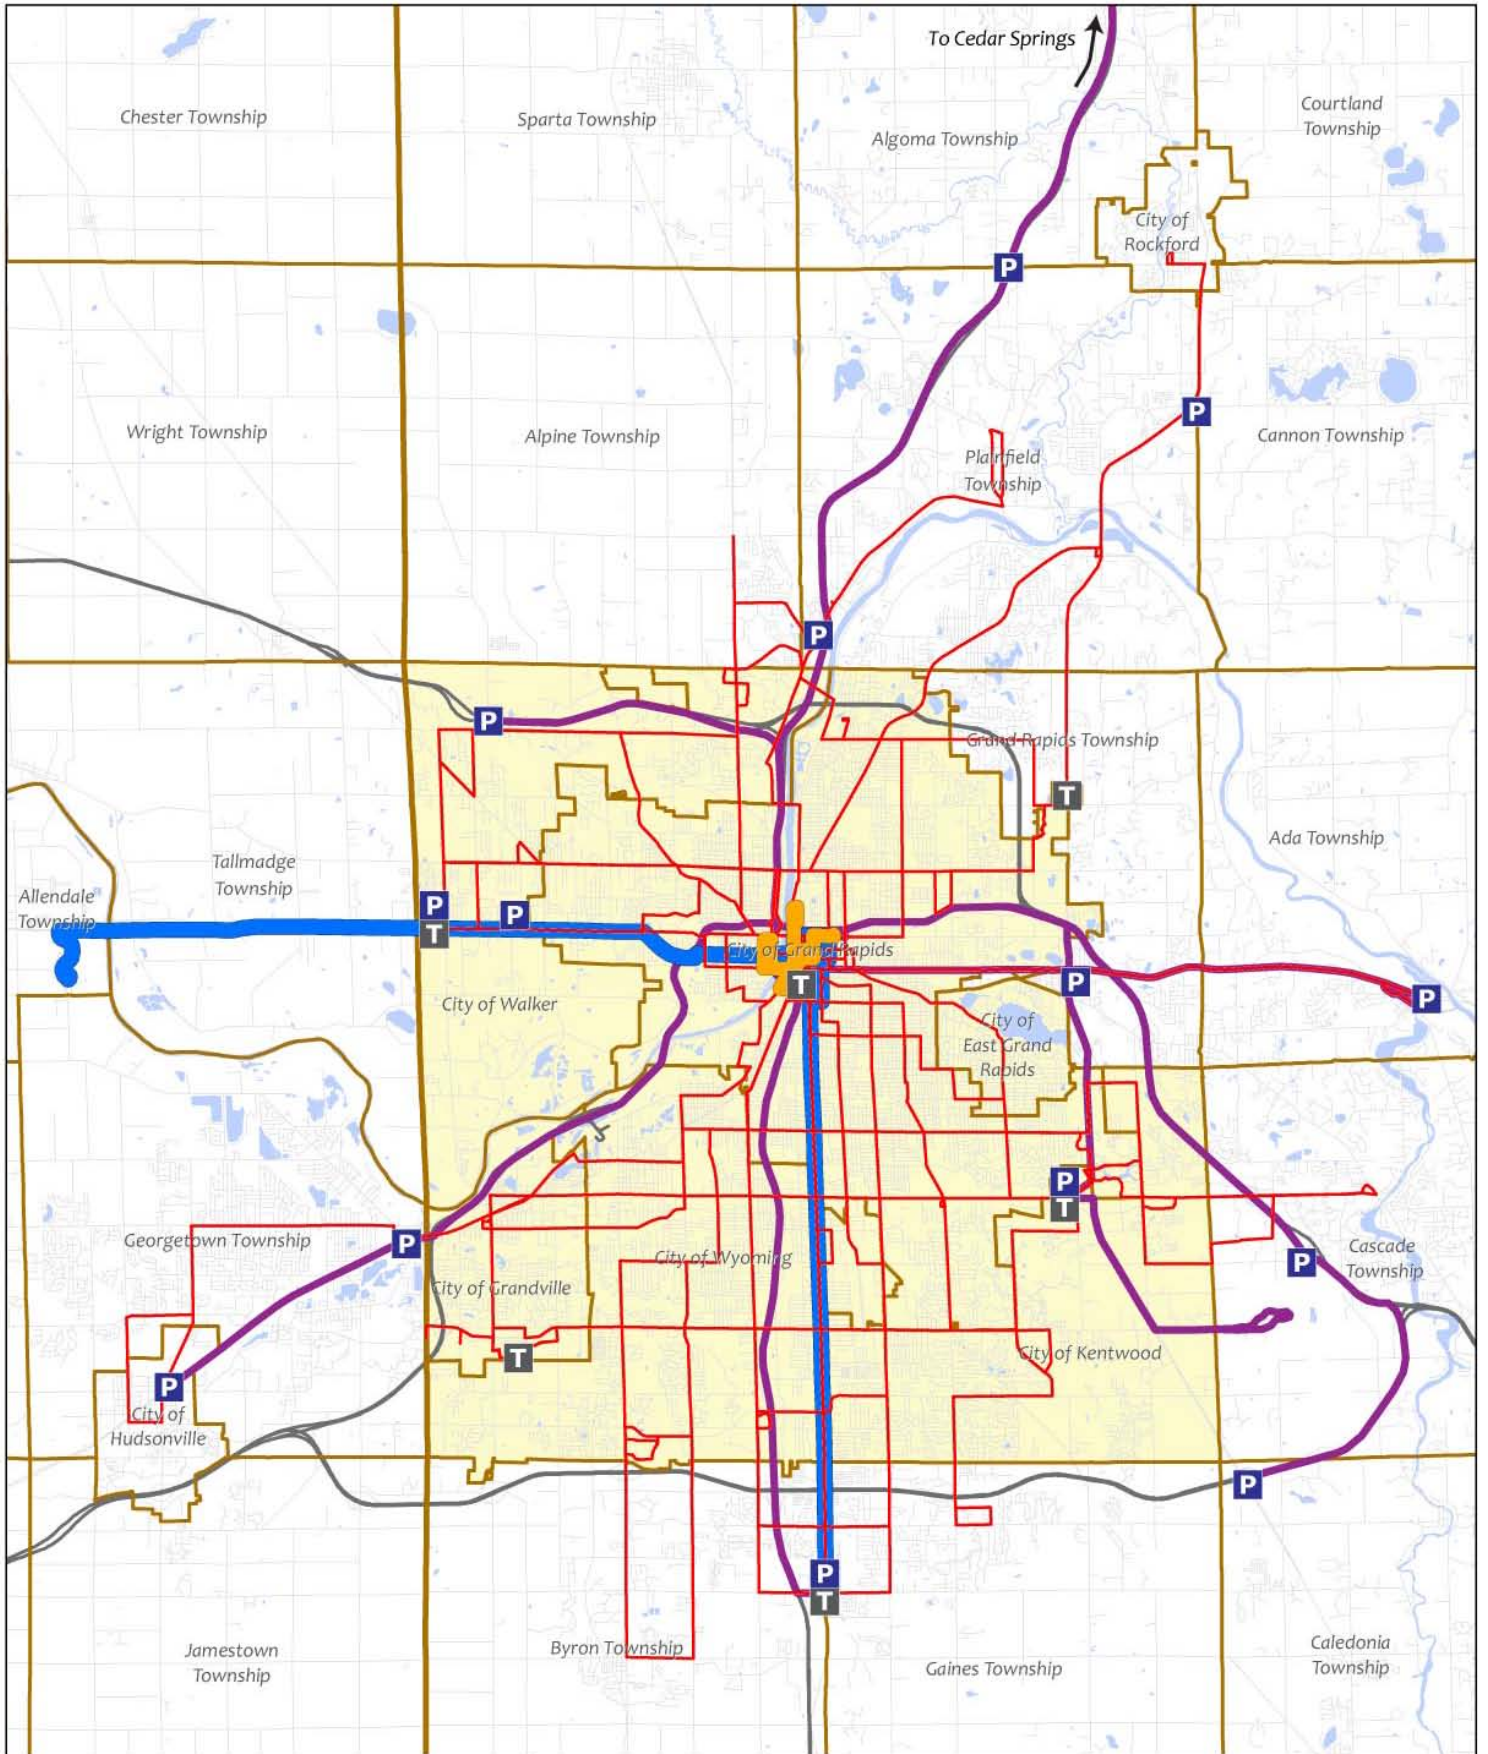 To Cedar Springs
Chester Township
Sparta Township
Algoma Township
Courtland
Township
City of
Rockford
P
P
Wright Township
Alpine Township
Plainfield
Township
Cannon Township
P
P
Grand Rapids Township
T
Tallmadge
Township
Ada Township
Allendale
Township
P
T
P
City of Grand Rapids
T
P
P
City of Walker
City of
East Grand
Rapids
P
T
Georgetown Township
P
City of Wyoming
P
Cascade
Township
City of Grandville
T
City of Kentwood
P
City of
Hudsonville
P
P
T
Jamestown
Township
Byron Township
Gaines Township
Caledonia
Township